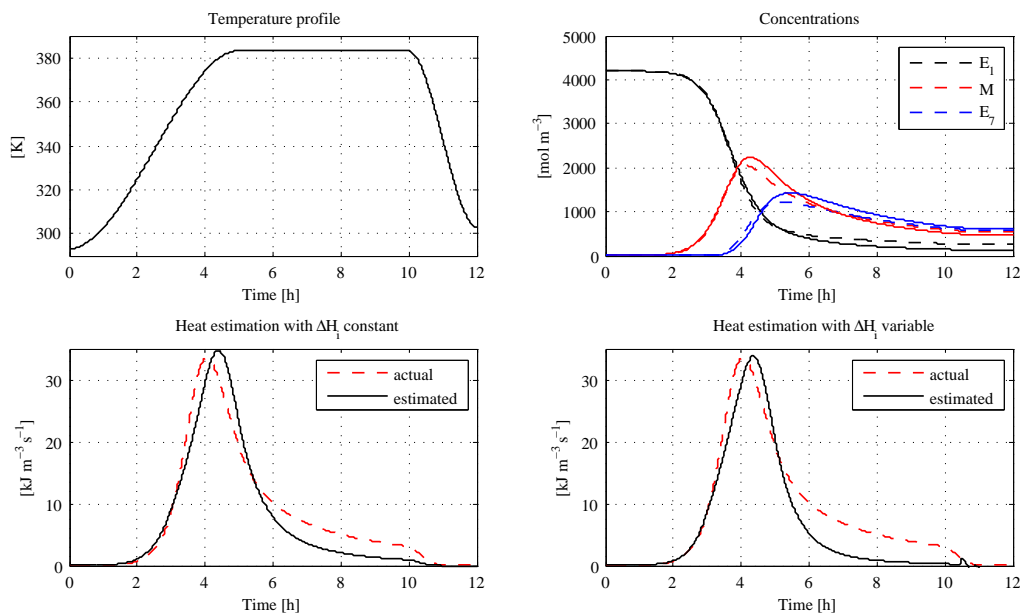 Temperature profile
[K]
380
360
340
320
300
0 2 4 6 8 10 12
Time [h]
Concentrations
[mol m⁻³]
5000
4000
3000
2000
1000
0
E₁
M
E₇
0 2 4 6 8 10 12
Time [h]
Heat estimation with ΔHᵢ constant
[kJ m⁻³ s⁻¹]
30
20
10
0
actual
estimated
0 2 4 6 8 10 12
Time [h]
Heat estimation with ΔHᵢ variable
[kJ m⁻³ s⁻¹]
30
20
10
0
actual
estimated
0 2 4 6 8 10 12
Time [h]